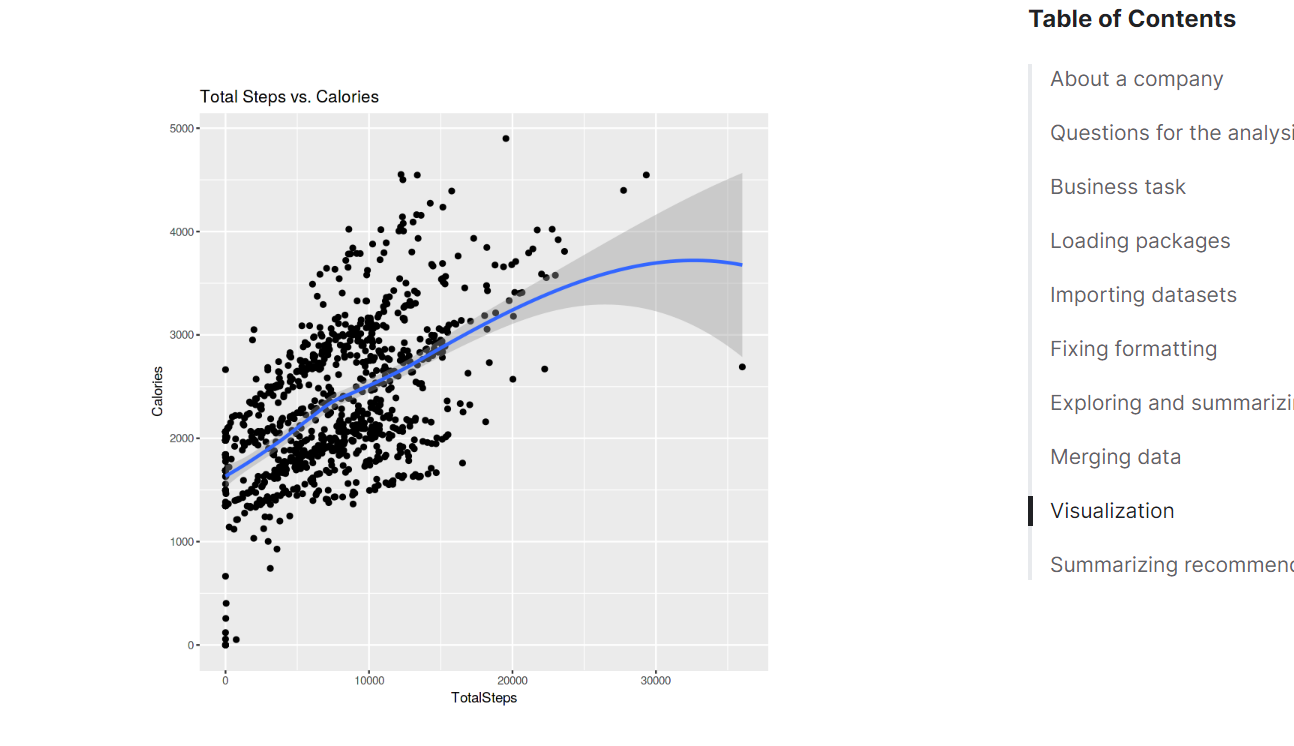 Table of Contents
About a company
Questions for the analysi
Business task
Loading packages
Importing datasets
Fixing formatting
Exploring and summarizi
Merging data
Visualization
Summarizing recommen
Total Steps vs. Calories
5000
4000
3000
2000
1000
0
Calories
0
10000
20000
30000
TotalSteps